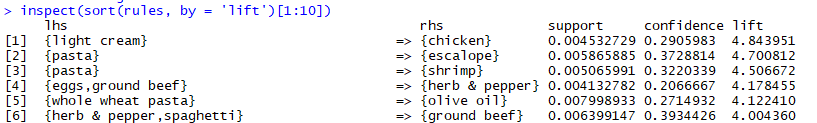 > inspect(sort(rules, by = 'lift')[1:10])
lhs rhs support confidence lift
[1] {light cream} => {chicken} 0.004532729 0.2905983 4.843951
[2] {pasta} => {escalope} 0.005865885 0.3728814 4.700812
[3] {pasta} => {shrimp} 0.005065991 0.3220339 4.506672
[4] {eggs,ground beef} => {herb & pepper} 0.004132782 0.2066667 4.178455
[5] {whole wheat pasta} => {olive oil} 0.007998933 0.2714932 4.122410
[6] {herb & pepper,spaghetti} => {ground beef} 0.006399147 0.3934426 4.004360